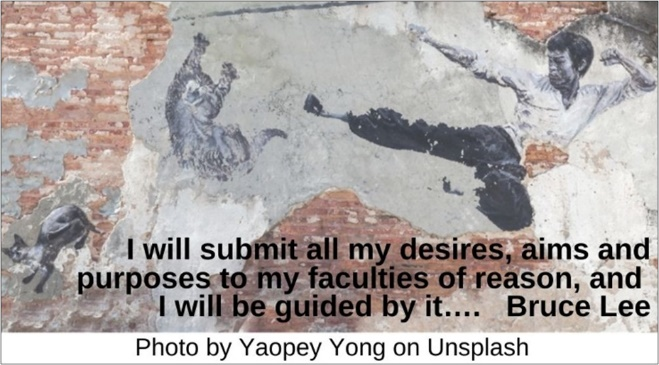 I will submit all my desires, aims and
purposes to my faculties of reason, and
I will be guided by it…. Bruce Lee
Photo by Yaopey Yong on Unsplash